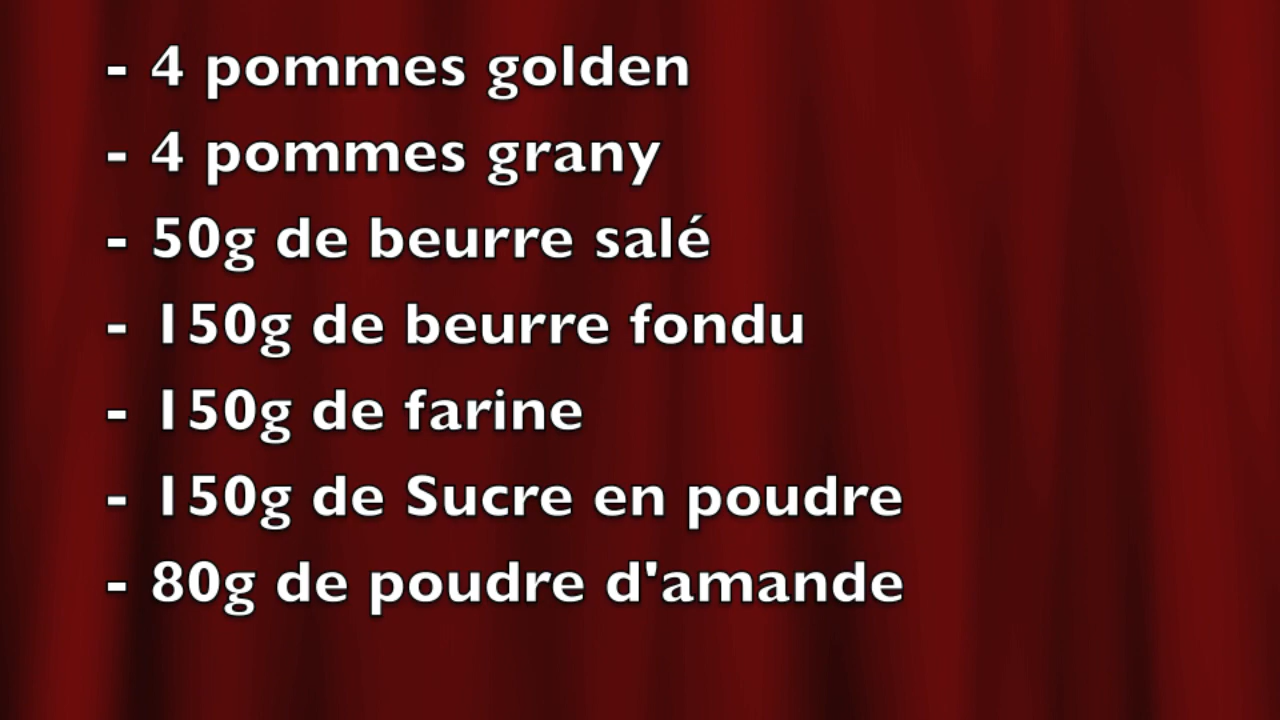 - 4 pommes golden
- 4 pommes grany
- 50g de beurre salé
- 150g de beurre fondu
- 150g de farine
- 150g de Sucre en poudre
- 80g de poudre d'amande